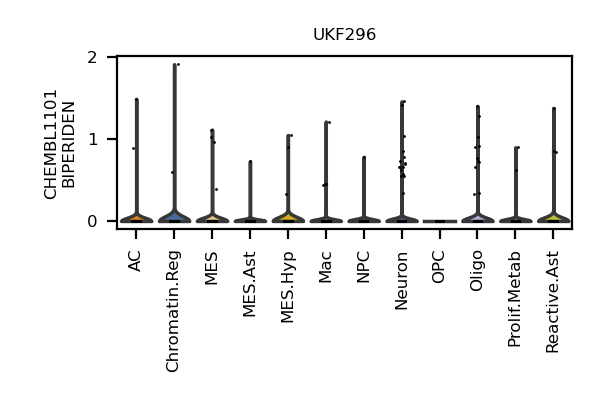 UKF296
CHEMBL1101
BIPERIDEN
2
1
0
AC
Chromatin.Reg
MES
MES.Ast
MES.Hyp
Mac
NPC
Neuron
OPC
Oligo
Prolif.Metab
Reactive.Ast